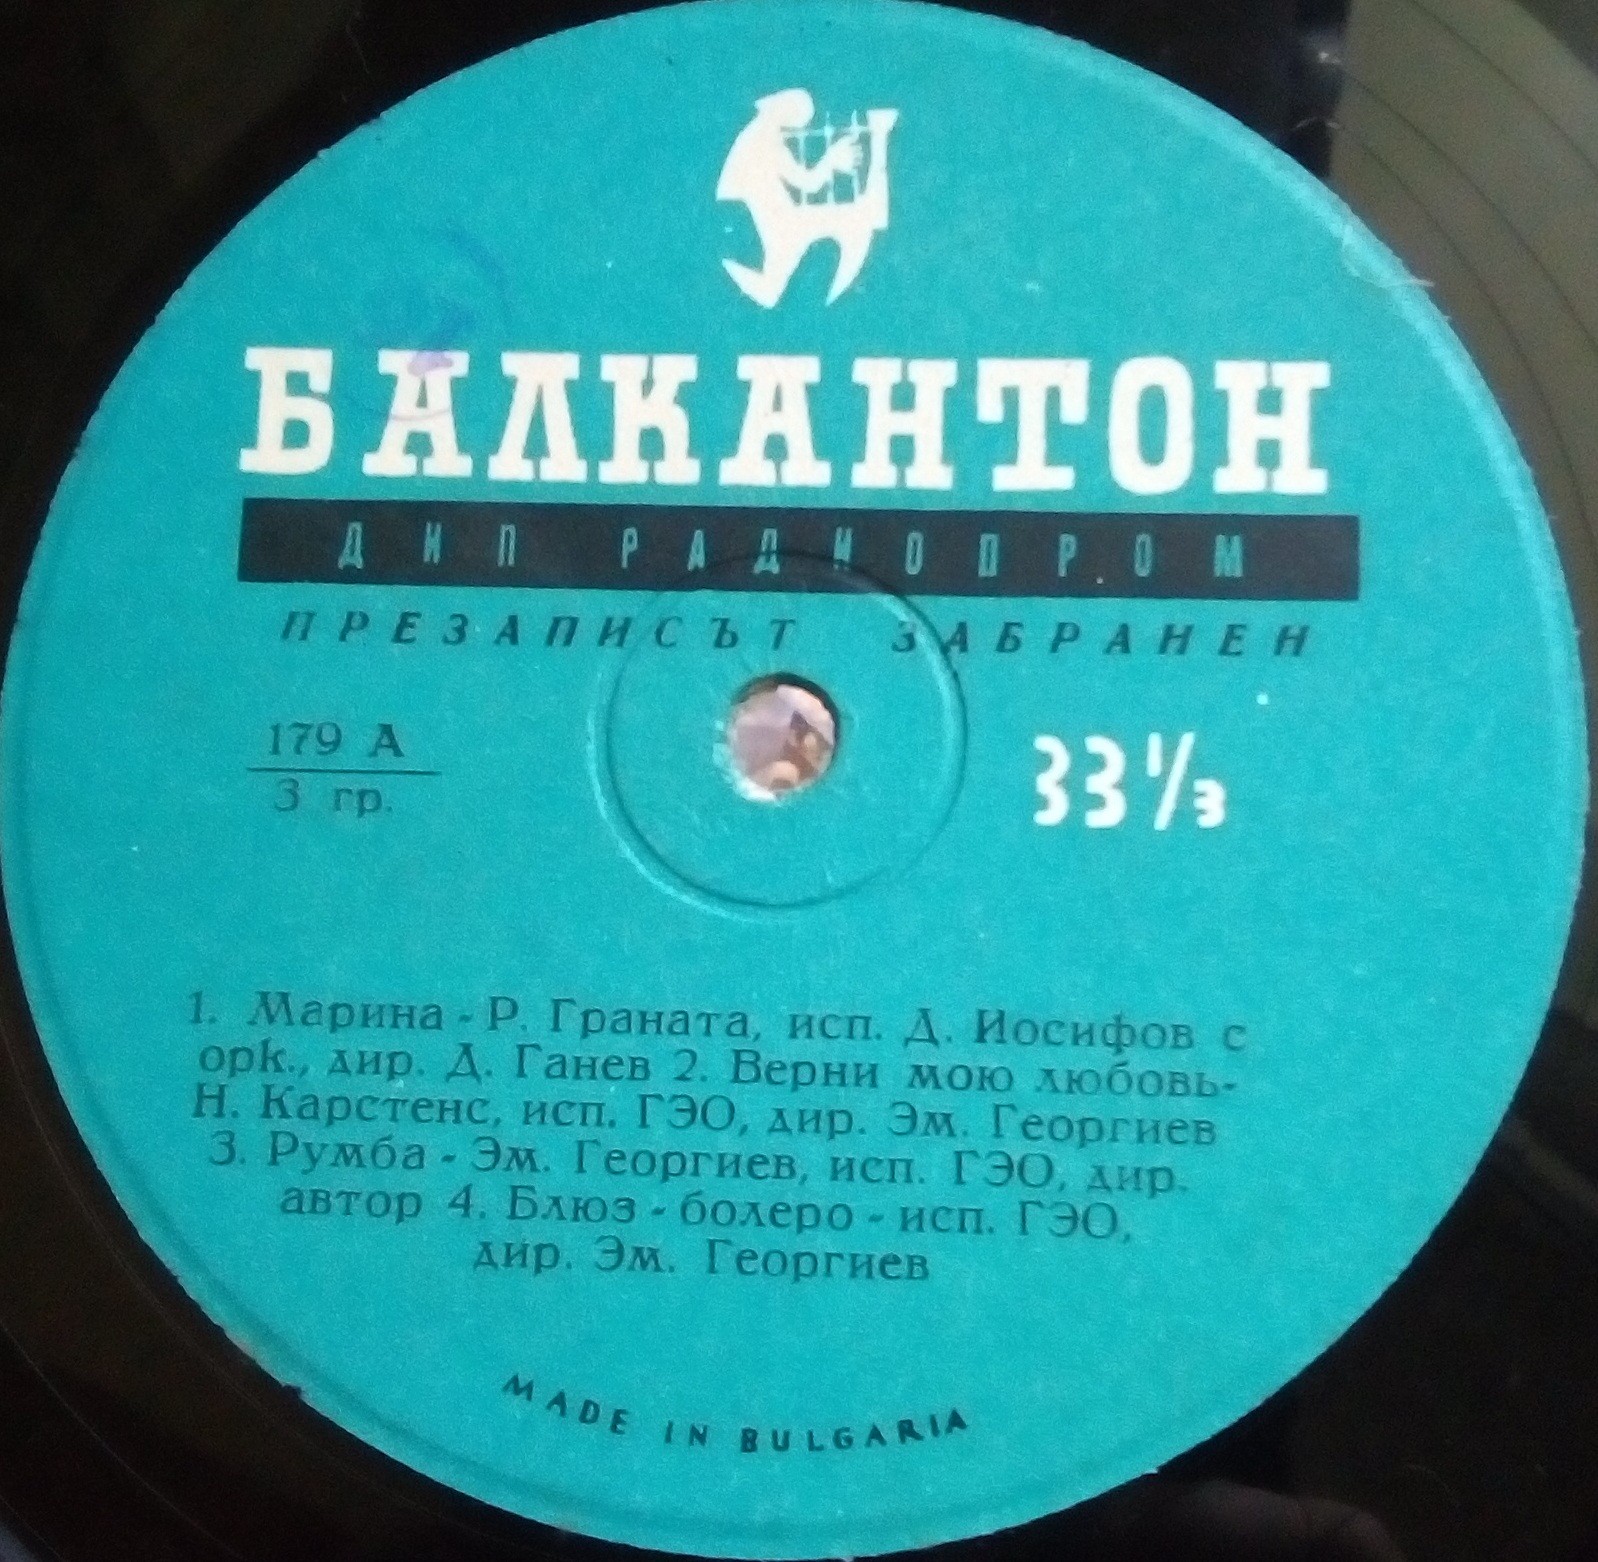 БАЛКАНТОН
ДИП РАДИОПРОМ
ПРЕЗАПИСЪТ ЗАБРАНЕН
179 А
3 гр.
33 1/3
1. Марина - Р. Граната, исп. Д. Иосифов с
орк., дир. Д. Ганев 2. Верни мою любовь-
Н. Карстенс, исп. ГЭО, дир. Эм. Георгиев
3. Румба - Эм. Георгиев, исп. ГЭО, дир.
автор 4. Блюз - болеро - исп. ГЭО,
дир. Эм. Георгиев
MADE IN BULGARIA